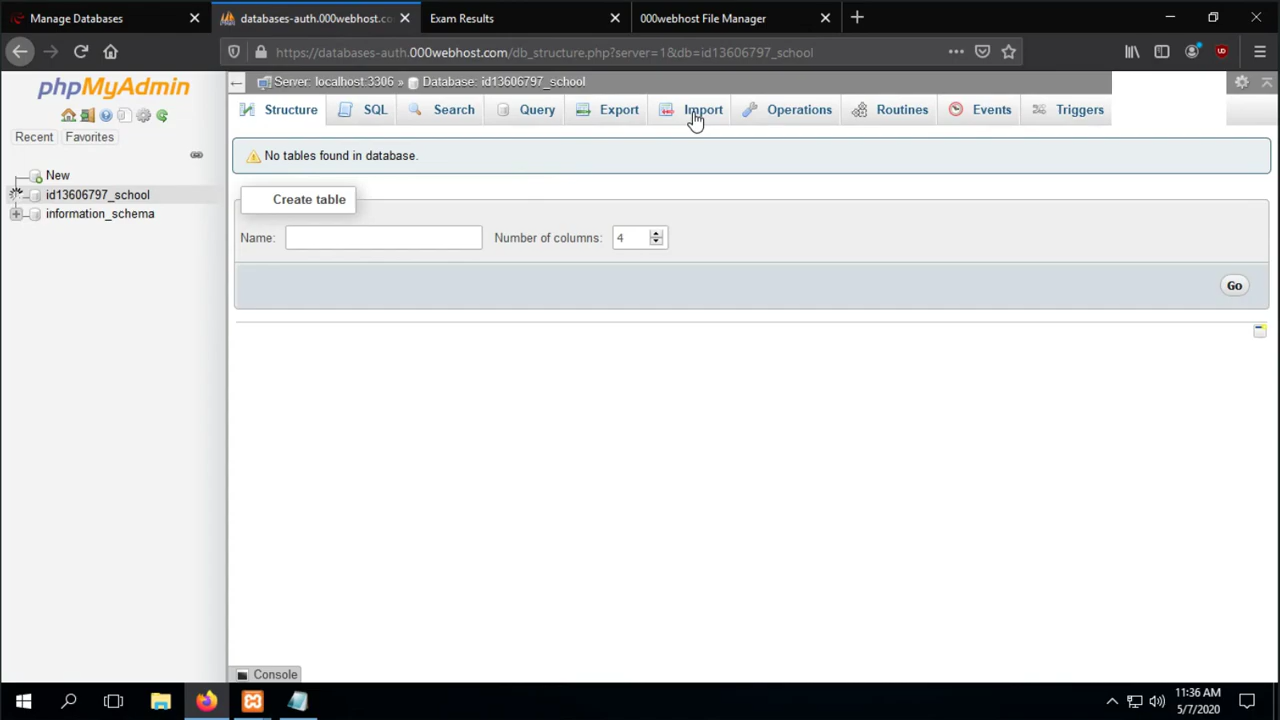 Manage Databases
databases-auth.000webhost.co
Exam Results
000webhost File Manager
https://databases-auth.000webhost.com/db_structure.php?server=1&db=id13606797_school
phpMyAdmin
Recent
Favorites
New
id13606797_school
information_schema
Server: localhost:3306 » Database: id13606797_school
Structure
SQL
Search
Query
Export
Import
Operations
Routines
Events
Triggers
No tables found in database.
Create table
Name:
Number of columns: 4
Go
Console
11:36 AM
5/7/2020